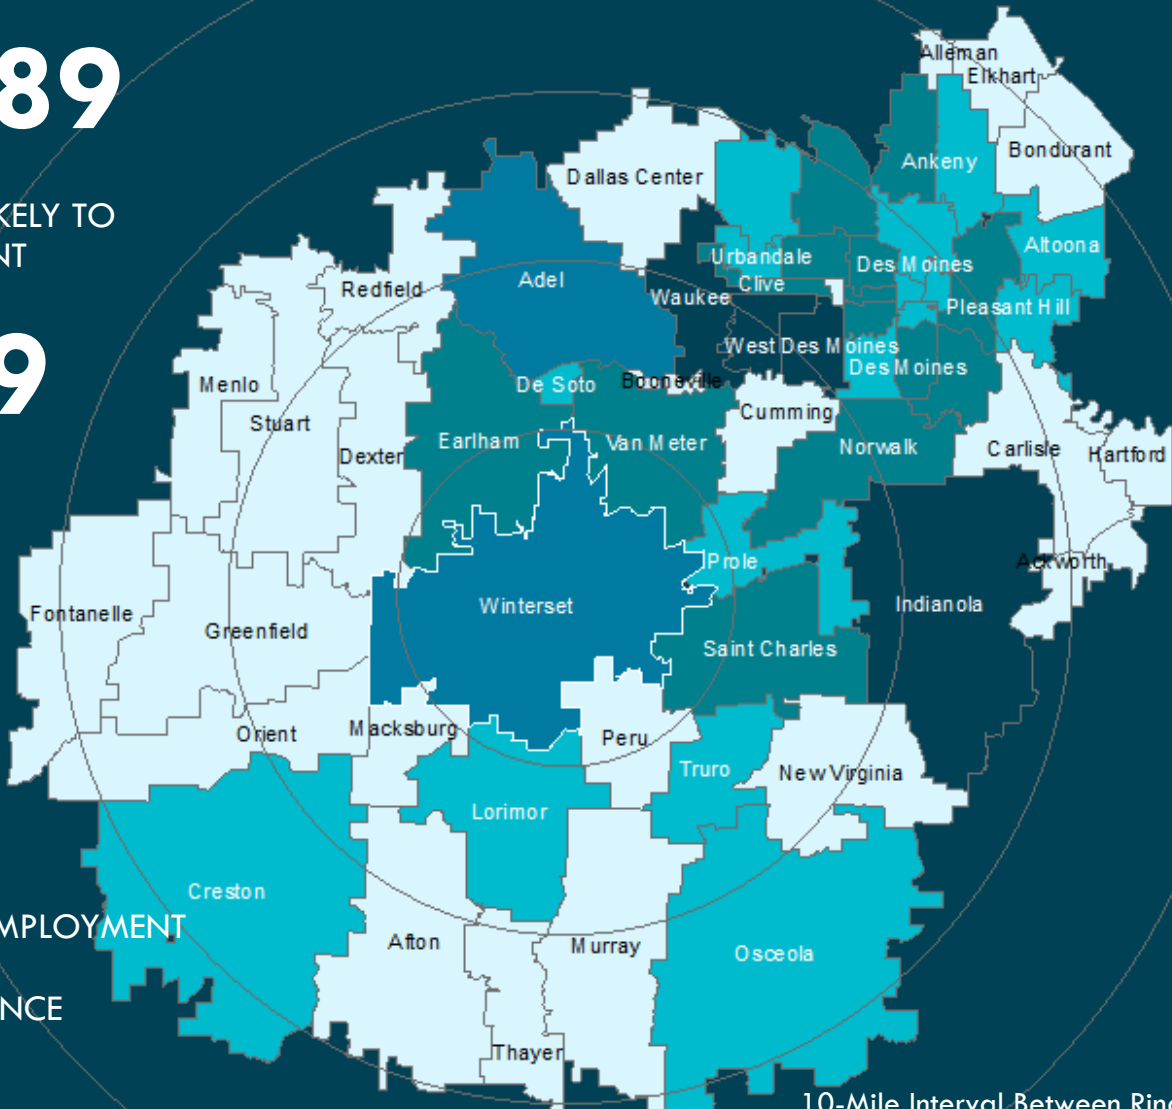 89
KELY TO
NT
9
MPLOYMENT
NCE
Alleman
Elkhart
Ankeny
Bondurant
Dallas Center
Altoona
Urbandale
Des Moines
Adel
Clive
Redfield
Waukee
Pleasant Hill
West Des Moines
Des Moines
Menlo
De Soto
Booneville
Cumming
Stuart
Earlham
Van Meter
Norwalk
Carlisle
Hartford
Dexter
Prole
Ackworth
Winterset
Indianola
Fontanelle
Greenfield
Saint Charles
Orient
Macksburg
Peru
Truro
New Virginia
Lorimor
Creston
Afton
Murray
Osceola
Thayer
10-Mile Interval Between Ring